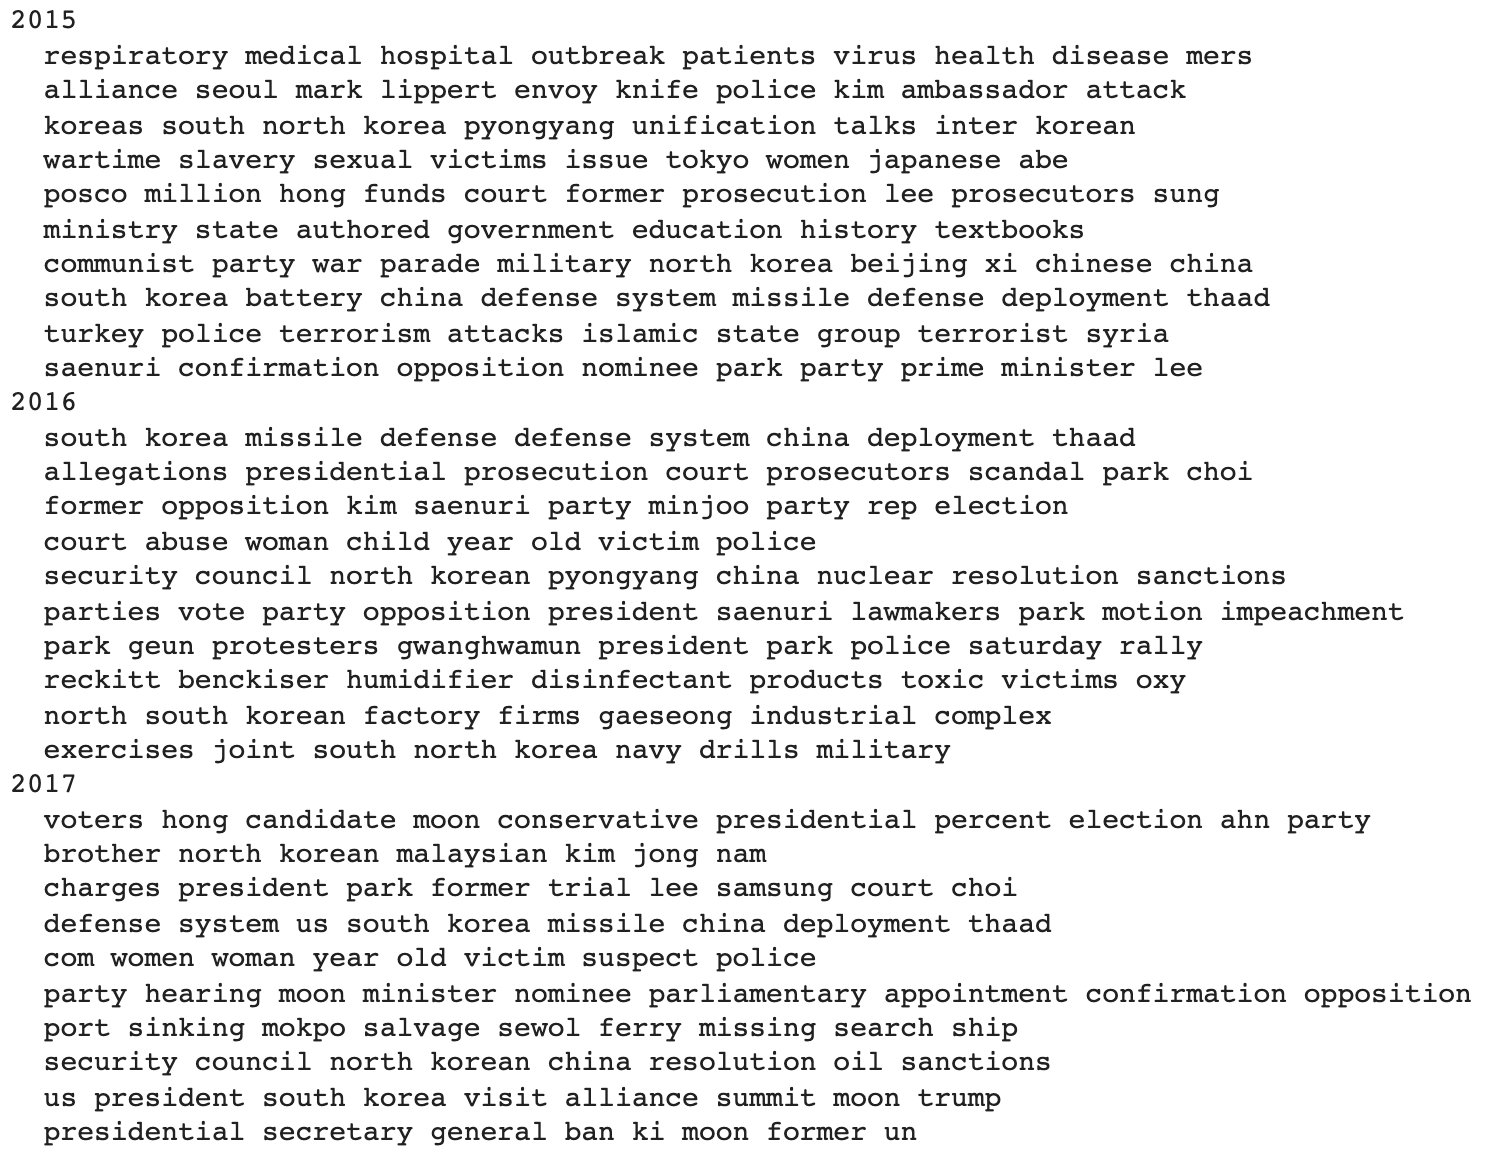 2015
respiratory medical hospital outbreak patients virus health disease mers
alliance seoul mark lippert envoy knife police kim ambassador attack
koreas south north korea pyongyang unification talks inter korean
wartime slavery sexual victims issue tokyo women japanese abe
posco million hong funds court former prosecution lee prosecutors sung
ministry state authored government education history textbooks
communist party war parade military north korea beijing xi chinese china
south korea battery china defense system missile defense deployment thaad
turkey police terrorism attacks islamic state group terrorist syria
saenuri confirmation opposition nominee park party prime minister lee
2016
south korea missile defense defense system china deployment thaad
allegations presidential prosecution court prosecutors scandal park choi
former opposition kim saenuri party minjoo party rep election
court abuse woman child year old victim police
security council north korean pyongyang china nuclear resolution sanctions
parties vote party opposition president saenuri lawmakers park motion impeachment
park geun protesters gwanghwamun president park police saturday rally
reckitt benckiser humidifier disinfectant products toxic victims oxy
north south korean factory firms gaeseong industrial complex
exercises joint south north korea navy drills military
2017
voters hong candidate moon conservative presidential percent election ahn party
brother north korean malaysian kim jong nam
charges president park former trial lee samsung court choi
defense system us south korea missile china deployment thaad
com women woman year old victim suspect police
party hearing moon minister nominee parliamentary appointment confirmation opposition
port sinking mokpo salvage sewol ferry missing search ship
security council north korean china resolution oil sanctions
us president south korea visit alliance summit moon trump
presidential secretary general ban ki moon former un